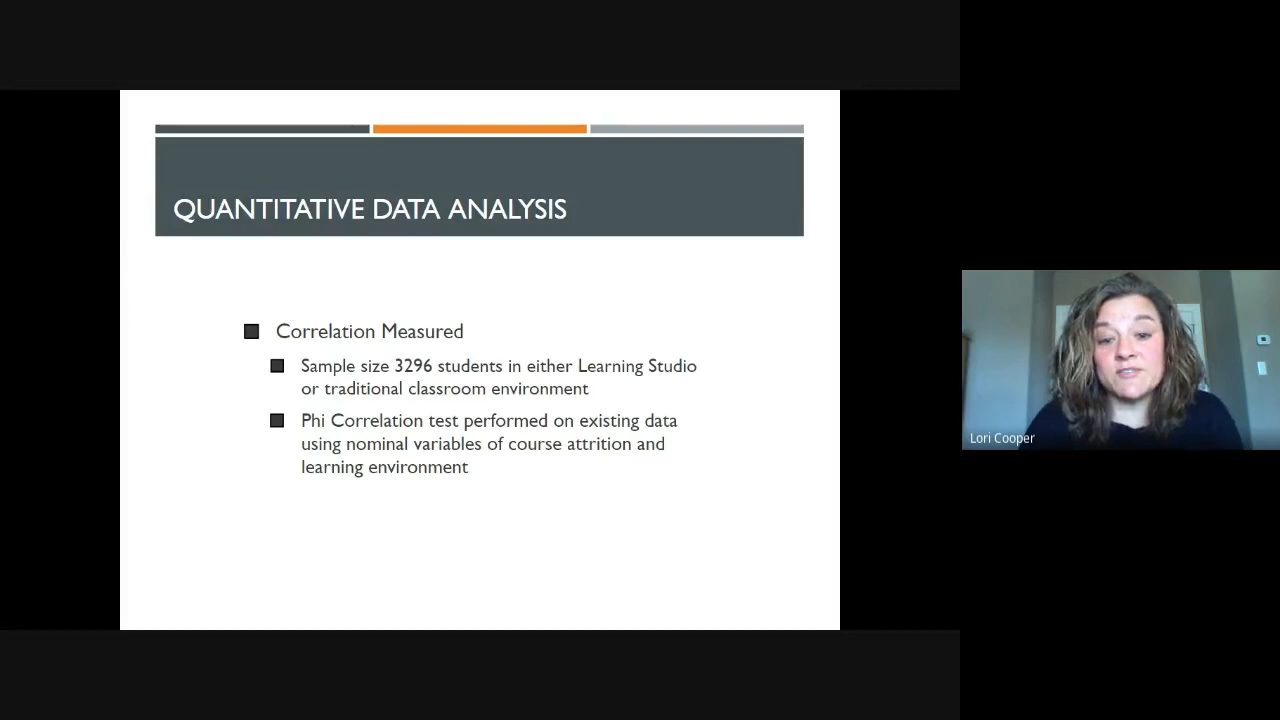 QUANTITATIVE DATA ANALYSIS
Correlation Measured
Sample size 3296 students in either Learning Studio
or traditional classroom environment
Phi Correlation test performed on existing data
using nominal variables of course attrition and
learning environment
Lori Cooper